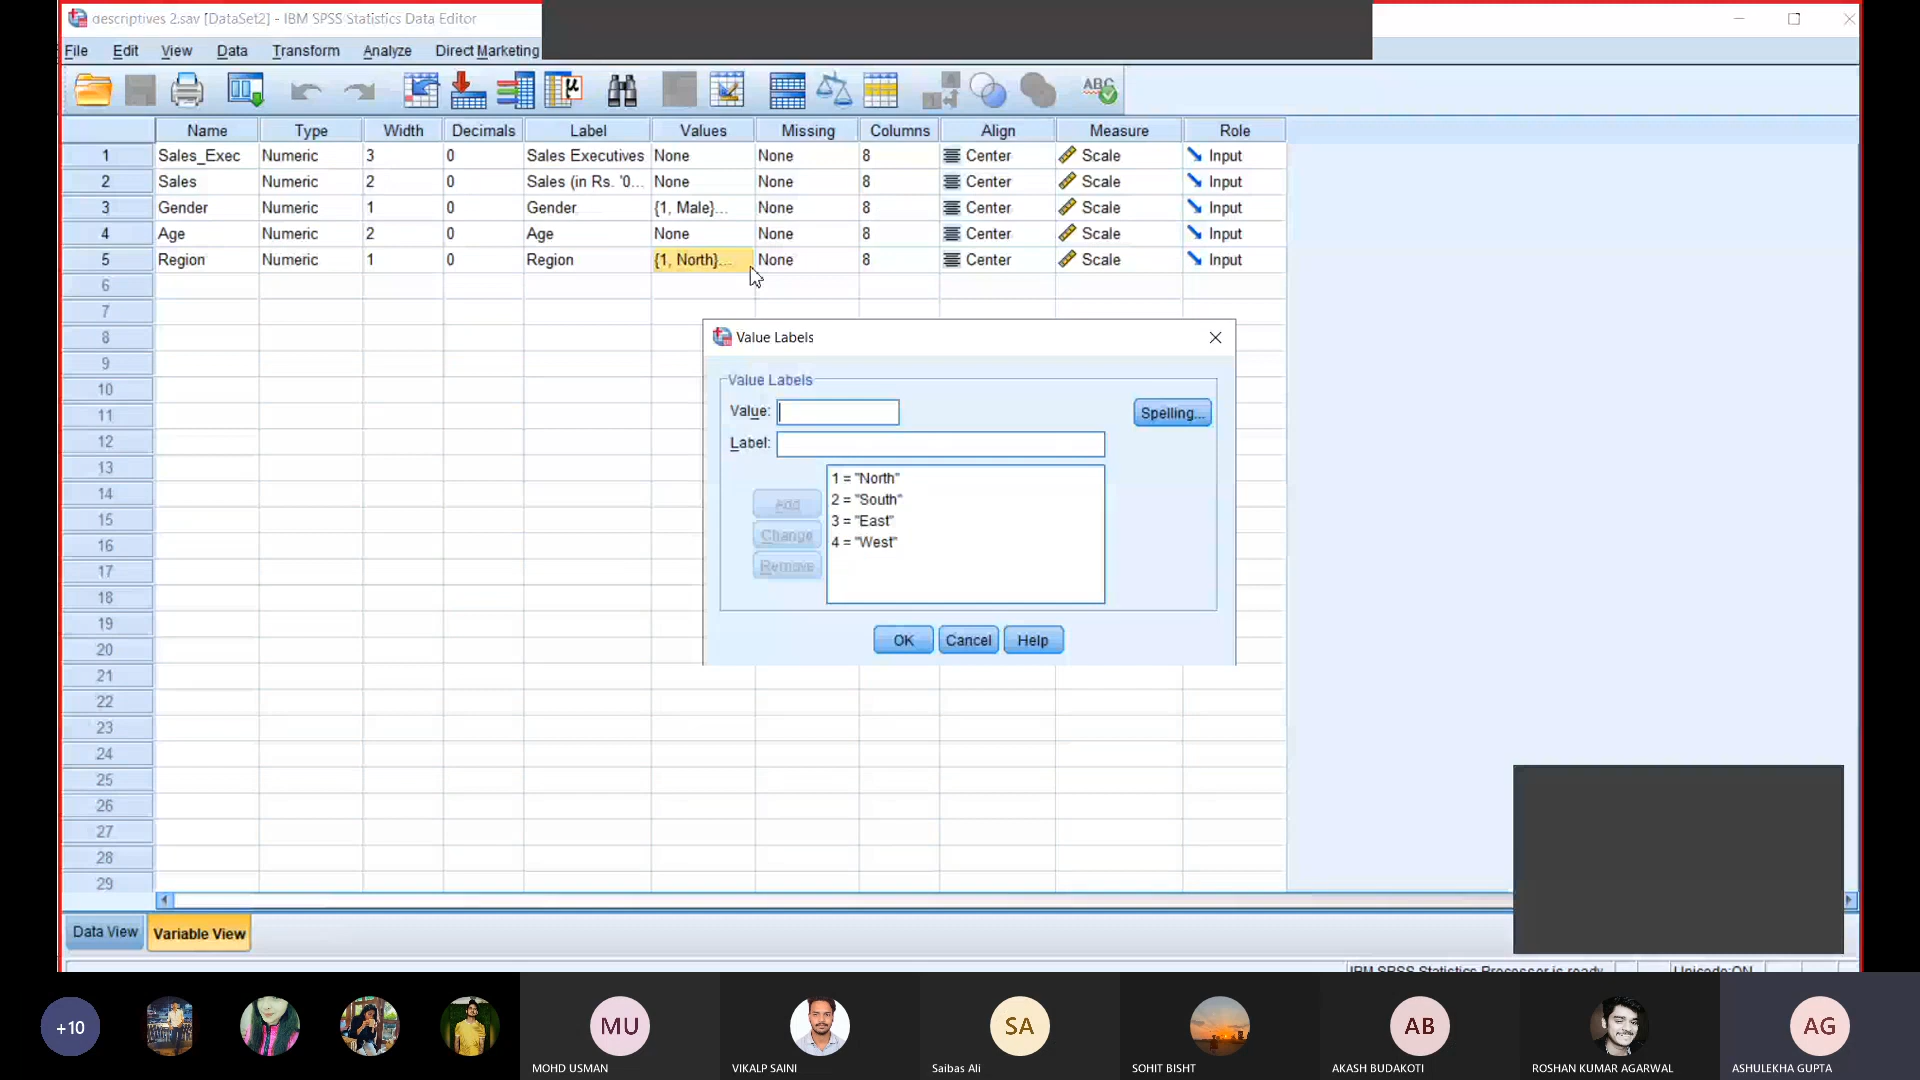 descriptives 2.sav [DataSet2] - IBM SPSS Statistics Data Editor
File Edit View Data Transform Analyze Direct Marketing
Name Type Width Decimals Label Values Missing Columns Align Measure Role
1 Sales_Exec Numeric 3 0 Sales Executives None None 8 Center Scale Input
2 Sales Numeric 2 0 Sales (in Rs. '0... None None 8 Center Scale Input
3 Gender Numeric 1 0 Gender {1, Male}... None 8 Center Scale Input
4 Age Numeric 2 0 Age None None 8 Center Scale Input
5 Region Numeric 1 0 Region {1, North}... None 8 Center Scale Input
6
7
8
9
10
11
12
13
14
15
16
17
18
19
20
21
22
23
24
25
26
27
28
29
Value Labels
Value Labels
Value:
Spelling...
Label:
1 = "North"
2 = "South"
3 = "East"
4 = "West"
Add
Change
Remove
OK Cancel Help
Data View Variable View
IBM SPSS Statistics Processor is ready Unicode:ON
+10
MU
SA
AB
AG
MOHD USMAN
VIKALP SAINI
Saibas Ali
SOHIT BISHT
AKASH BUDAKOTI
ROSHAN KUMAR AGARWAL
ASHULEKHA GUPTA